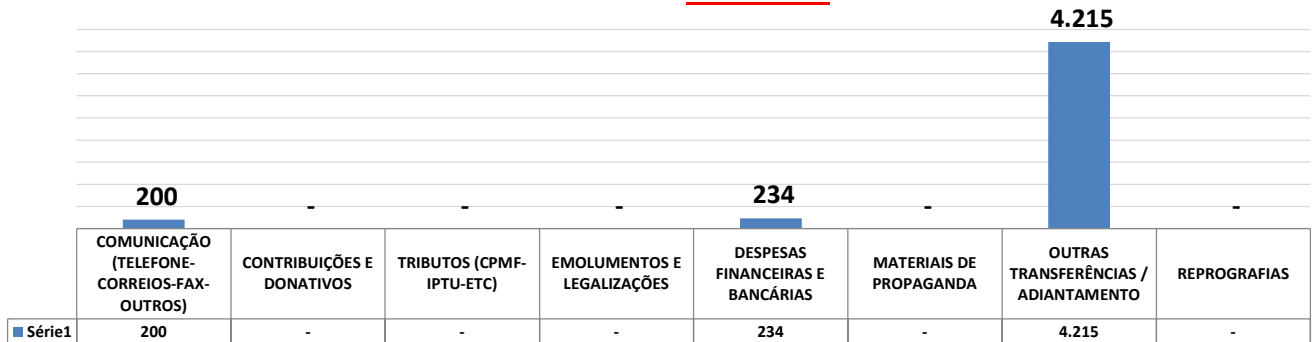 4.215
200
-
-
-
234
-
-
COMUNICAÇÃO
(TELEFONE-
CORREIOS-FAX-
OUTROS)
CONTRIBUIÇÕES E
DONATIVOS
TRIBUTOS (CPMF-
IPTU-ETC)
EMOLUMENTOS E
LEGALIZAÇÕES
DESPESAS
FINANCEIRAS E
BANCÁRIAS
MATERIAIS DE
PROPAGANDA
OUTRAS
TRANSFERÊNCIAS /
ADIANTAMENTO
REPROGRAFIAS
Série1 200 - - - 234 - 4.215 -